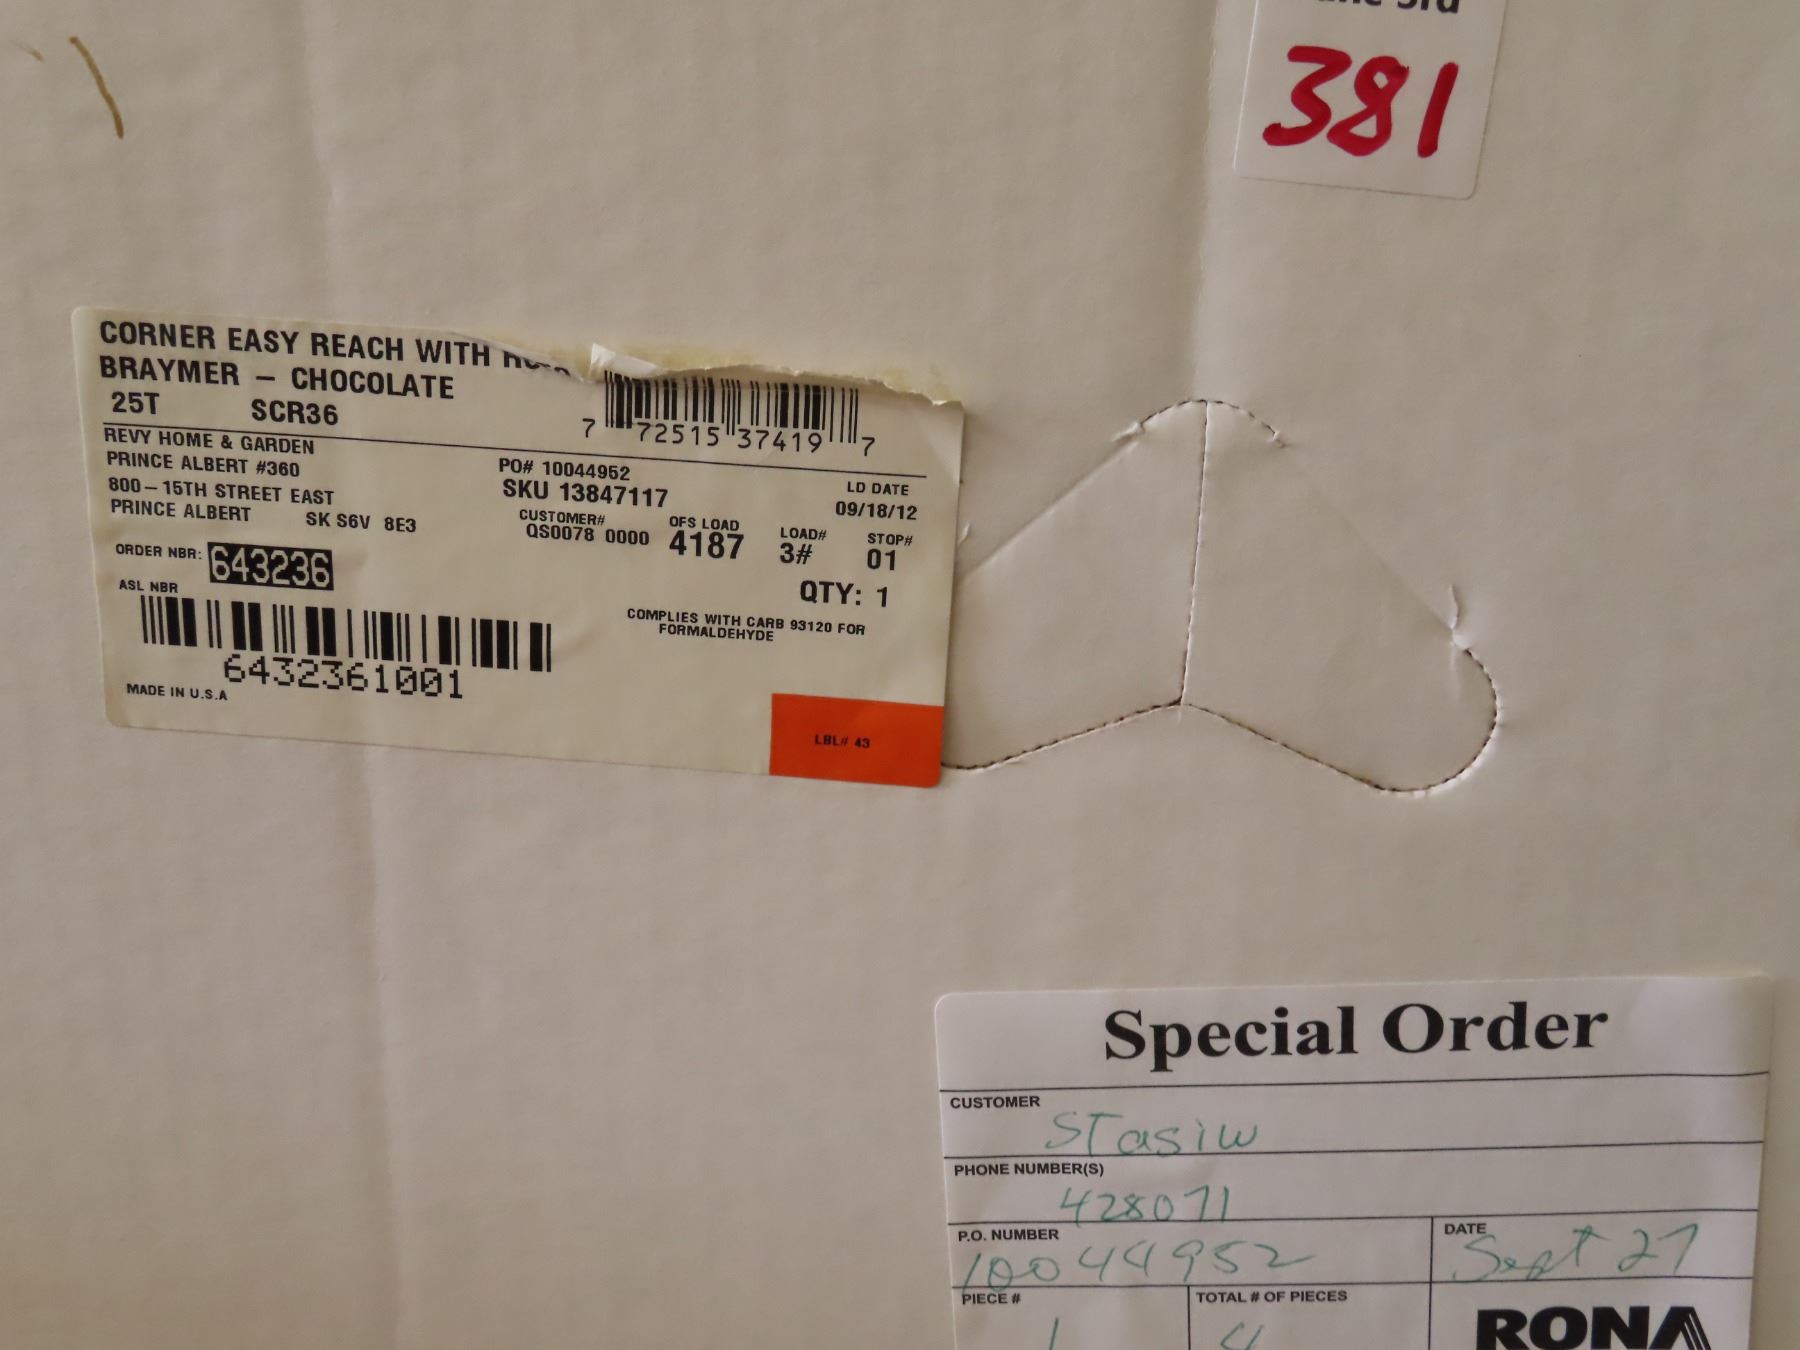 3rd
381
CORNER EASY REACH WITH
BRAYMER – CHOCOLATE
25T SCR36
7 72515 37419 7
REVY HOME & GARDEN
PRINCE ALBERT #360
800–15TH STREET EAST
PRINCE ALBERT SK S6V 8E3
PO# 10044952
SKU 13847117
LD DATE
09/18/12
CUSTOMER#
QS0078 0000
OFS LOAD
4187
LOAD#
3#
STOP#
01
ORDER NBR: 643236
QTY: 1
ASL NBR
6432361001
COMPLIES WITH CARB 93120 FOR
FORMALDEHYDE
MADE IN U.S.A
LBL# 43
Special Order
CUSTOMER
Stasiw
PHONE NUMBER(S)
428071
P.O. NUMBER
10044952
DATE
Sept 27
PIECE #
1
TOTAL # OF PIECES
4
RONA